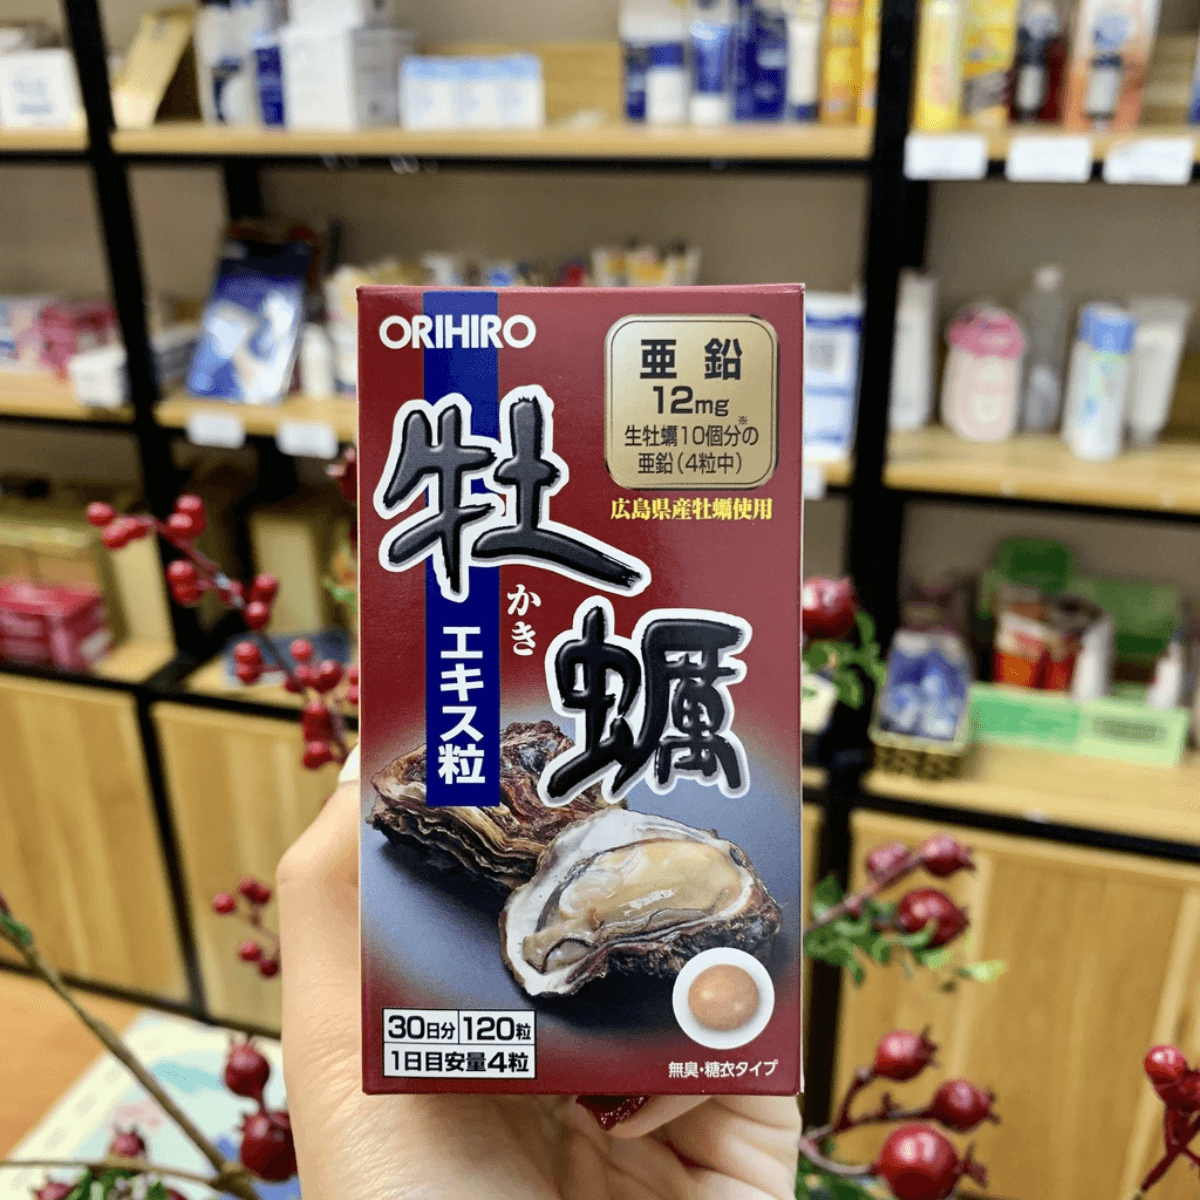 ORIHIRO
亜鉛
12mg
生牡蠣10個分の※
亜鉛(4粒中)
広島県産牡蠣使用
牡蠣
かき
エキス粒
30日分 120粒
1日目安量4粒
無臭・糖衣タイプ